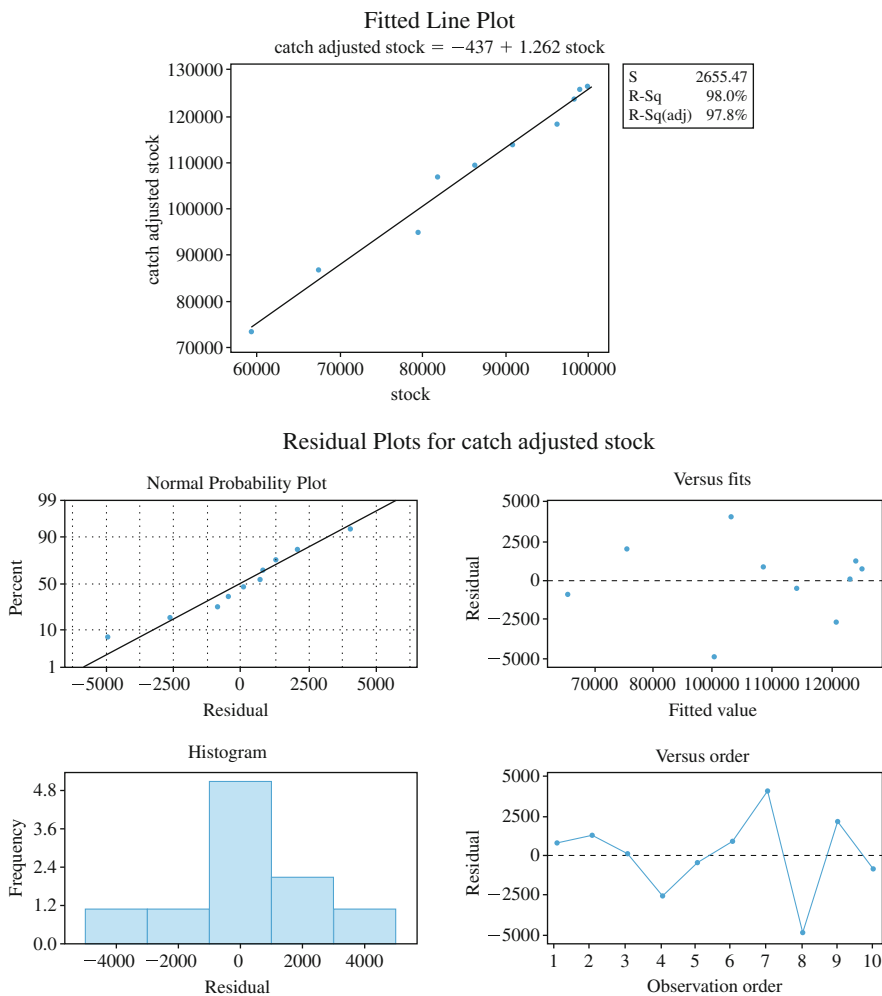 Fitted Line Plot
catch adjusted stock = −437 + 1.262 stock
S 2655.47
R-Sq 98.0%
R-Sq(adj) 97.8%
130000
120000
110000
100000
90000
80000
70000
catch adjusted stock
60000 70000 80000 90000 100000
stock
Residual Plots for catch adjusted stock
Normal Probability Plot
99
90
50
10
1
Percent
−5000 −2500 0 2500 5000
Residual
Versus fits
5000
2500
0
−2500
−5000
Residual
70000 80000 100000 110000 120000
Fitted value
Histogram
4.8
3.6
2.4
1.2
0.0
Frequency
−4000 −2000 0 2000 4000
Residual
Versus order
5000
2500
0
−2500
−5000
Residual
1 2 3 4 5 6 7 8 9 10
Observation order